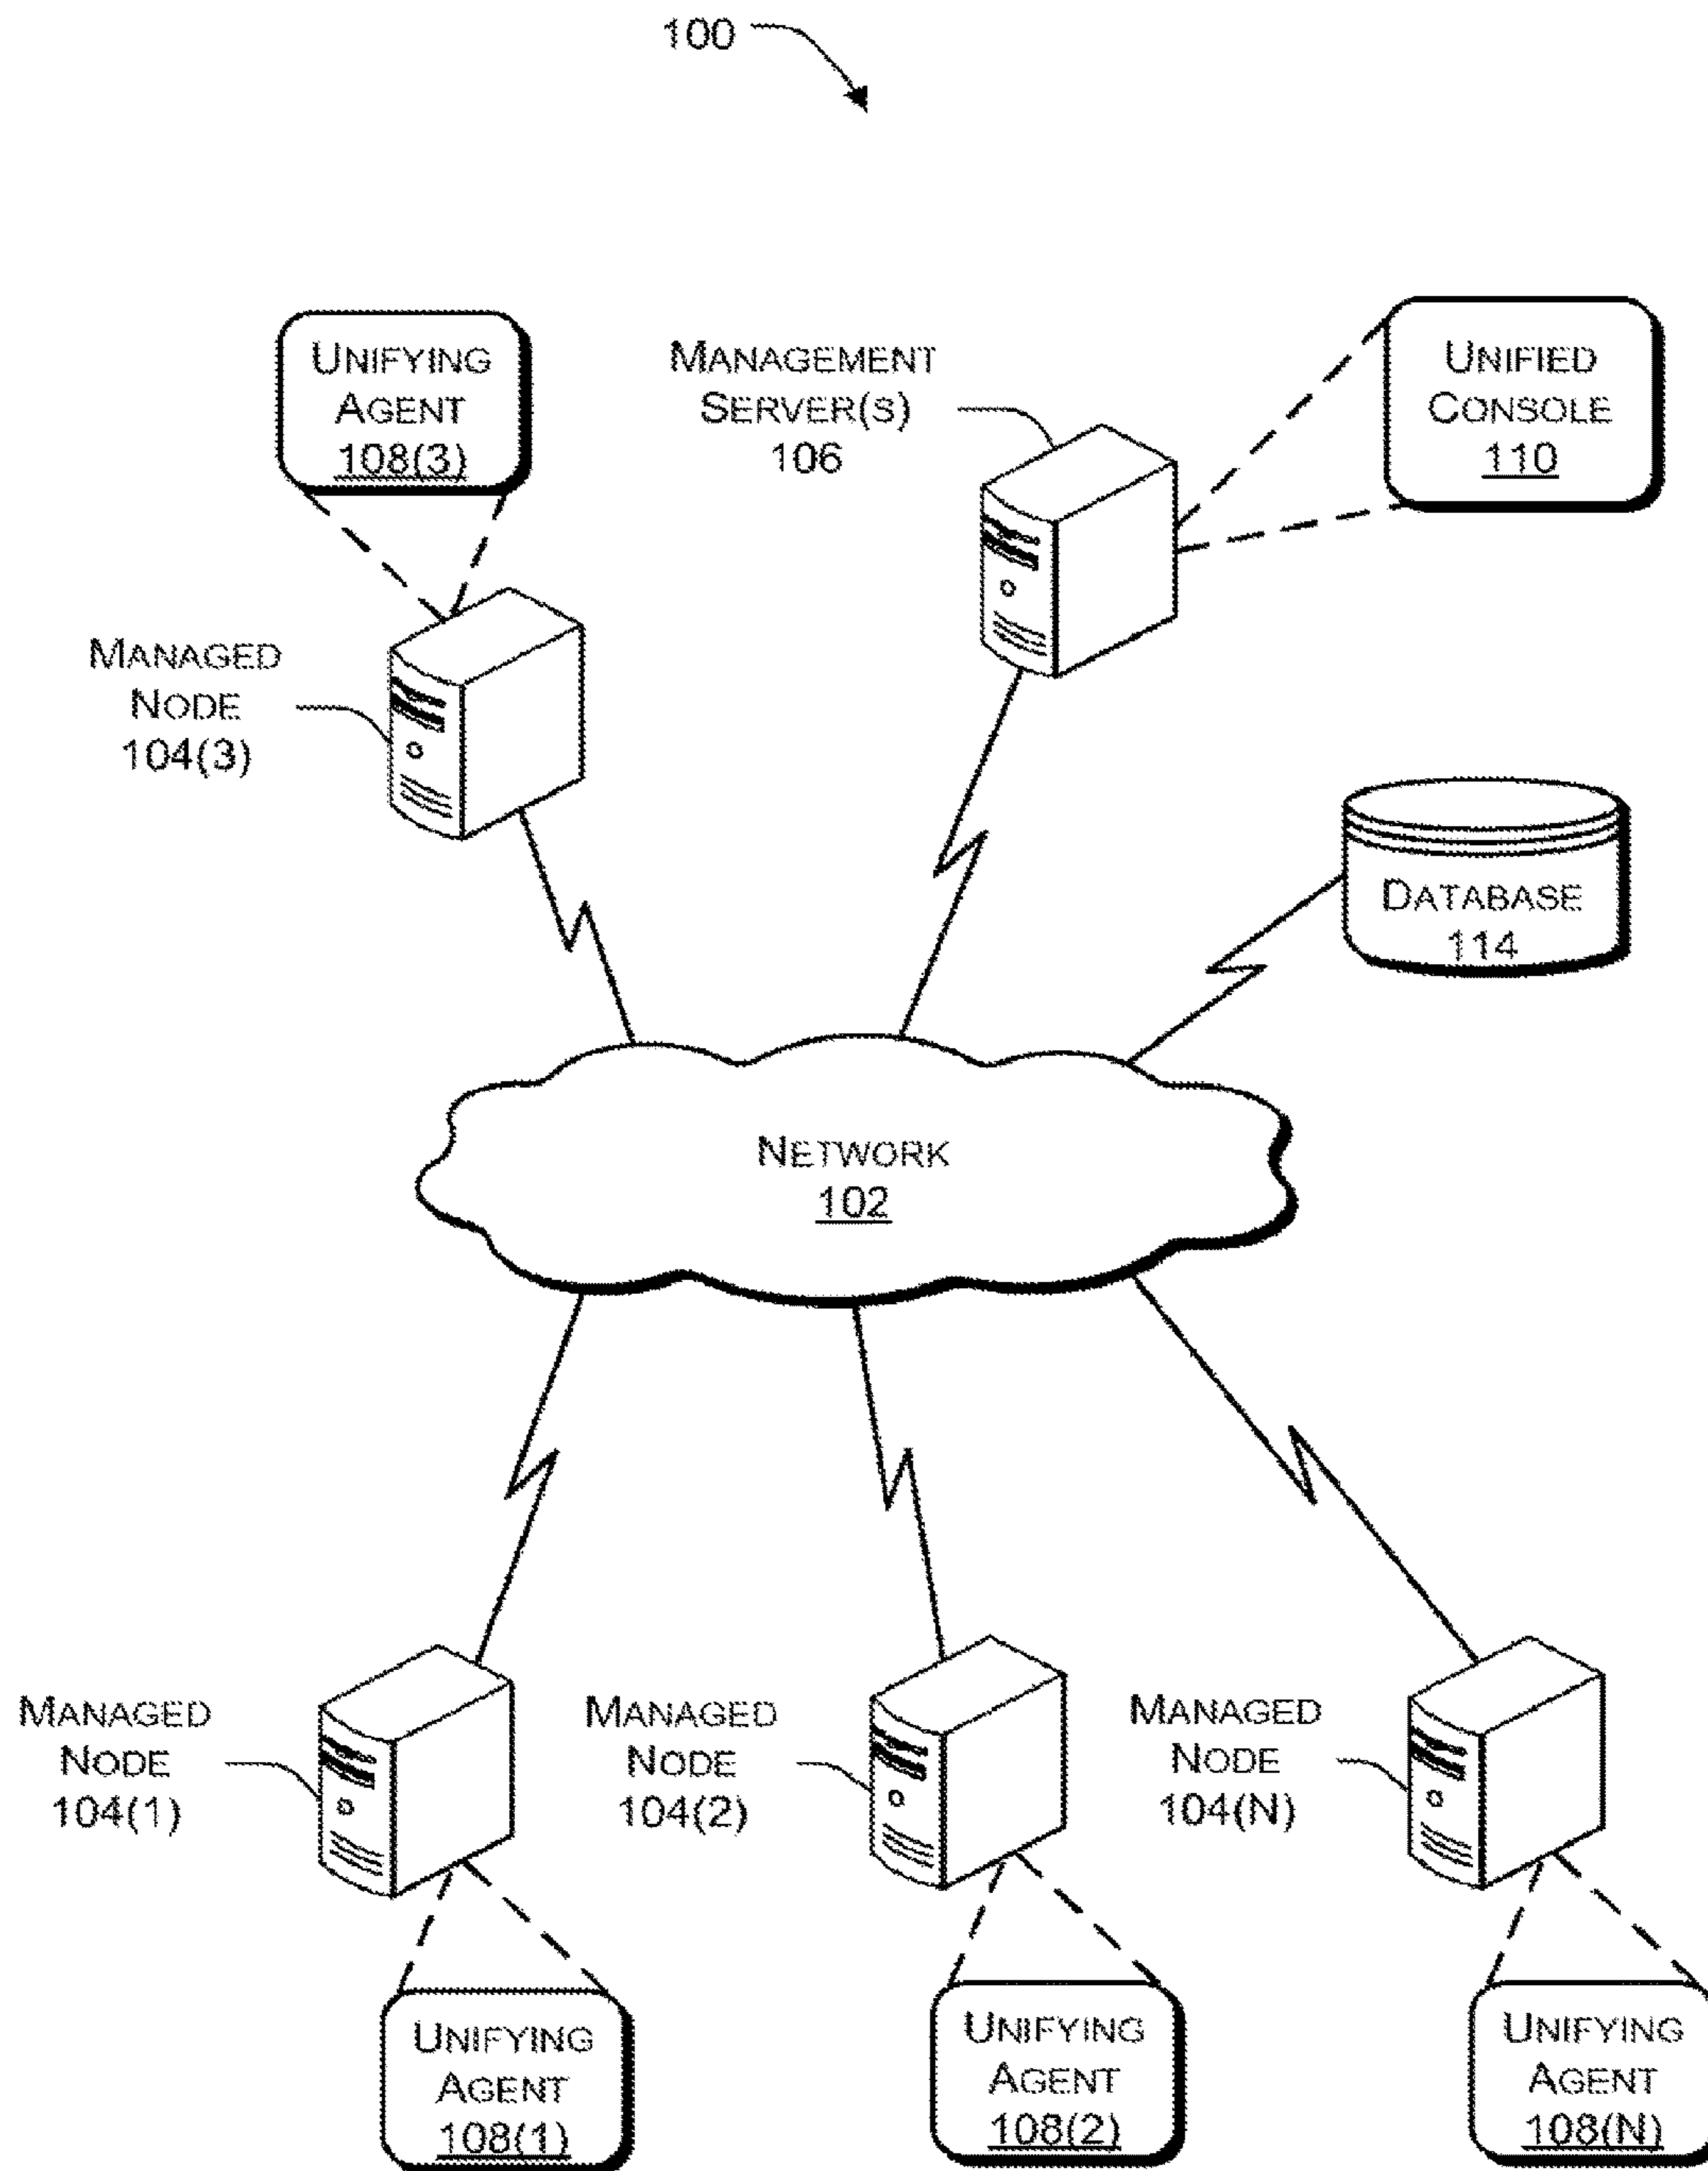 100
UNIFYING
AGENT
108(3)
MANAGEMENT
SERVER(S)
106
UNIFIED
CONSOLE
110
MANAGED
NODE
104(3)
DATABASE
114
NETWORK
102
MANAGED
NODE
104(1)
MANAGED
NODE
104(2)
MANAGED
NODE
104(N)
UNIFYING
AGENT
108(1)
UNIFYING
AGENT
108(2)
UNIFYING
AGENT
108(N)